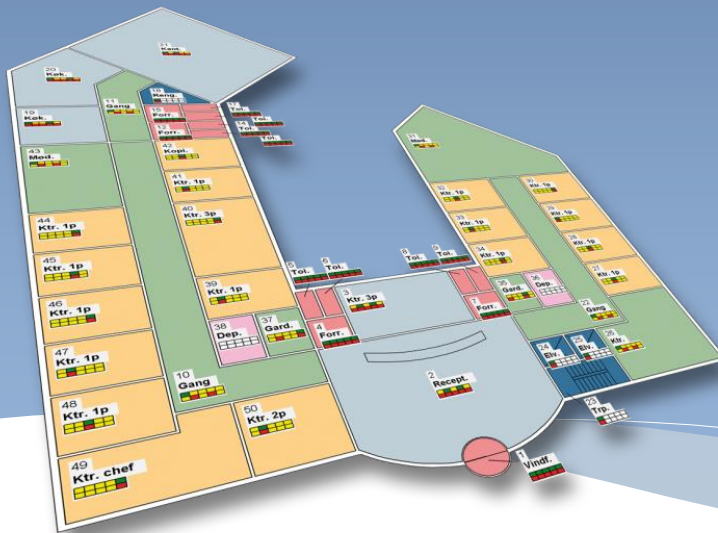 21
Kant.
20
Køk.
19
Køk.
11
Gang
18
Reng.
15
Forr.
12
Forr.
17
Toi.
14
Toi.
Toi.
43
Mød.
42
Kopi.
41
Ktr. 1p
40
Ktr. 3p
39
Ktr. 1p
44
Ktr. 1p
45
Ktr. 1p
46
Ktr. 1p
47
Ktr. 1p
48
Ktr. 1p
49
Ktr. chef
50
Ktr. 2p
38
Dep.
37
Gard.
10
Gang
5
Toi.
6
Toi.
4
Forr.
3
Ktr. 3p
2
Recept.
1
Vindf.
Toi.
Toi.
7
Forr.
31
Mød.
32
Ktr. 1p
33
Ktr. 1p
34
Ktr. 1p
35
Gard.
36
Dep.
30
Ktr. 1p
29
Ktr. 1p
28
Ktr. 1p
27
Ktr. 1p
22
Gang
26
Ktr.
24
Elv.
25
Elv.
23
Trp.